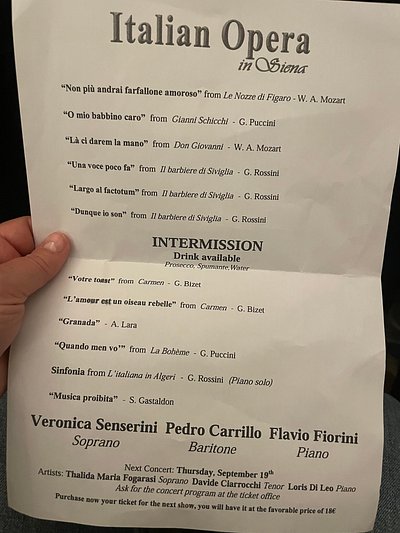 Italian Opera
in Siena
“Non più andrai farfallone amoroso” from Le Nozze di Figaro - W. A. Mozart
“O mio babbino caro” from Gianni Schicchi - G. Puccini
“Là ci darem la mano” from Don Giovanni - W. A. Mozart
“Una voce poco fa” from Il barbiere di Siviglia - G. Rossini
“Largo al factotum” from Il barbiere di Siviglia - G. Rossini
“Dunque io son” from Il barbiere di Siviglia - G. Rossini
INTERMISSION
Drink available
Prosecco, Spumante, Water
“Votre toast” from Carmen - G. Bizet
“L’amour est un oiseau rebelle” from Carmen - G. Bizet
“Granada” - A. Lara
“Quando men vo’” from La Bohème - G. Puccini
Sinfonia from L’italiana in Algeri - G. Rossini (Piano solo)
“Musica proibita” - S. Gastaldon
Veronica Senserini Pedro Carrillo Flavio Fiorini
Soprano Baritone Piano
Next Concert: Thursday, September 19th
Artists: Thalida Maria Fogarasi Soprano Davide Ciarrocchi Tenor Loris Di Leo Piano
Ask for the concert program at the ticket office
Purchase now your ticket for the next show, you will have it at the favorable price of 18€